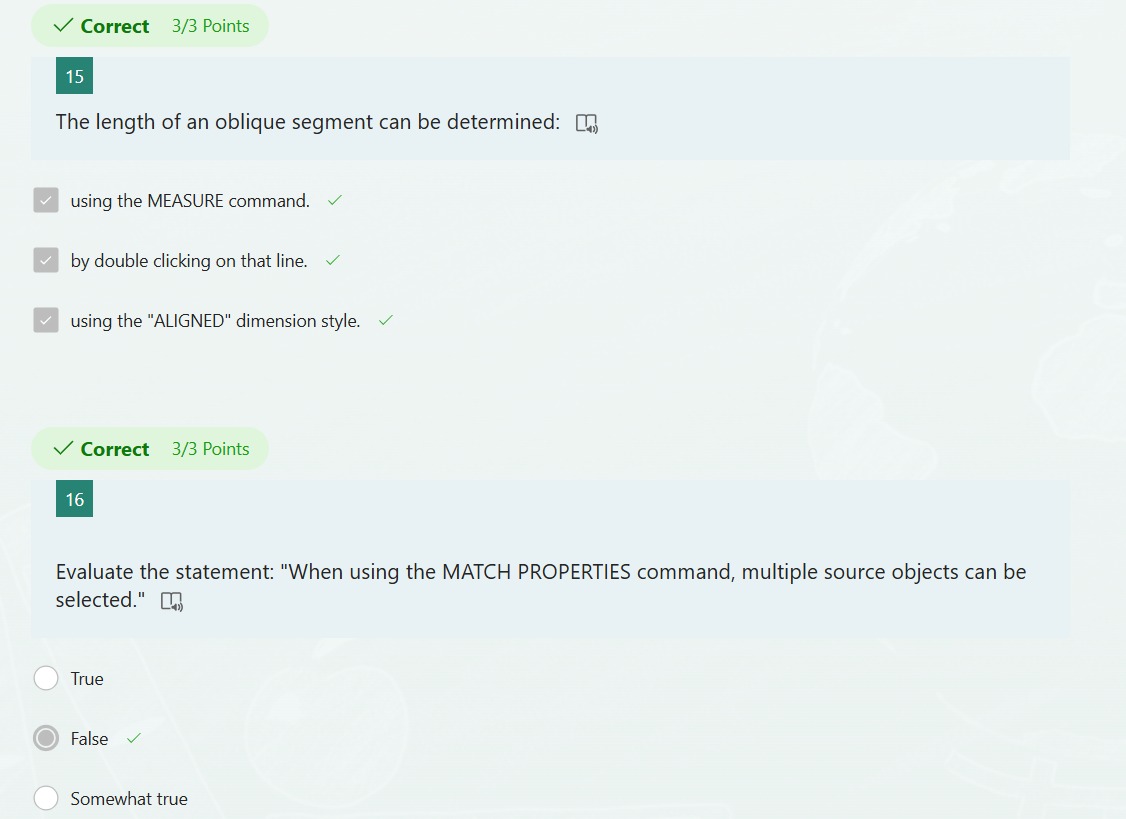 Correct 3/3 Points
15
The length of an oblique segment can be determined:
using the MEASURE command.
by double clicking on that line.
using the "ALIGNED" dimension style.
Correct 3/3 Points
16
Evaluate the statement: "When using the MATCH PROPERTIES command, multiple source objects can be
selected."
True
False
Somewhat true